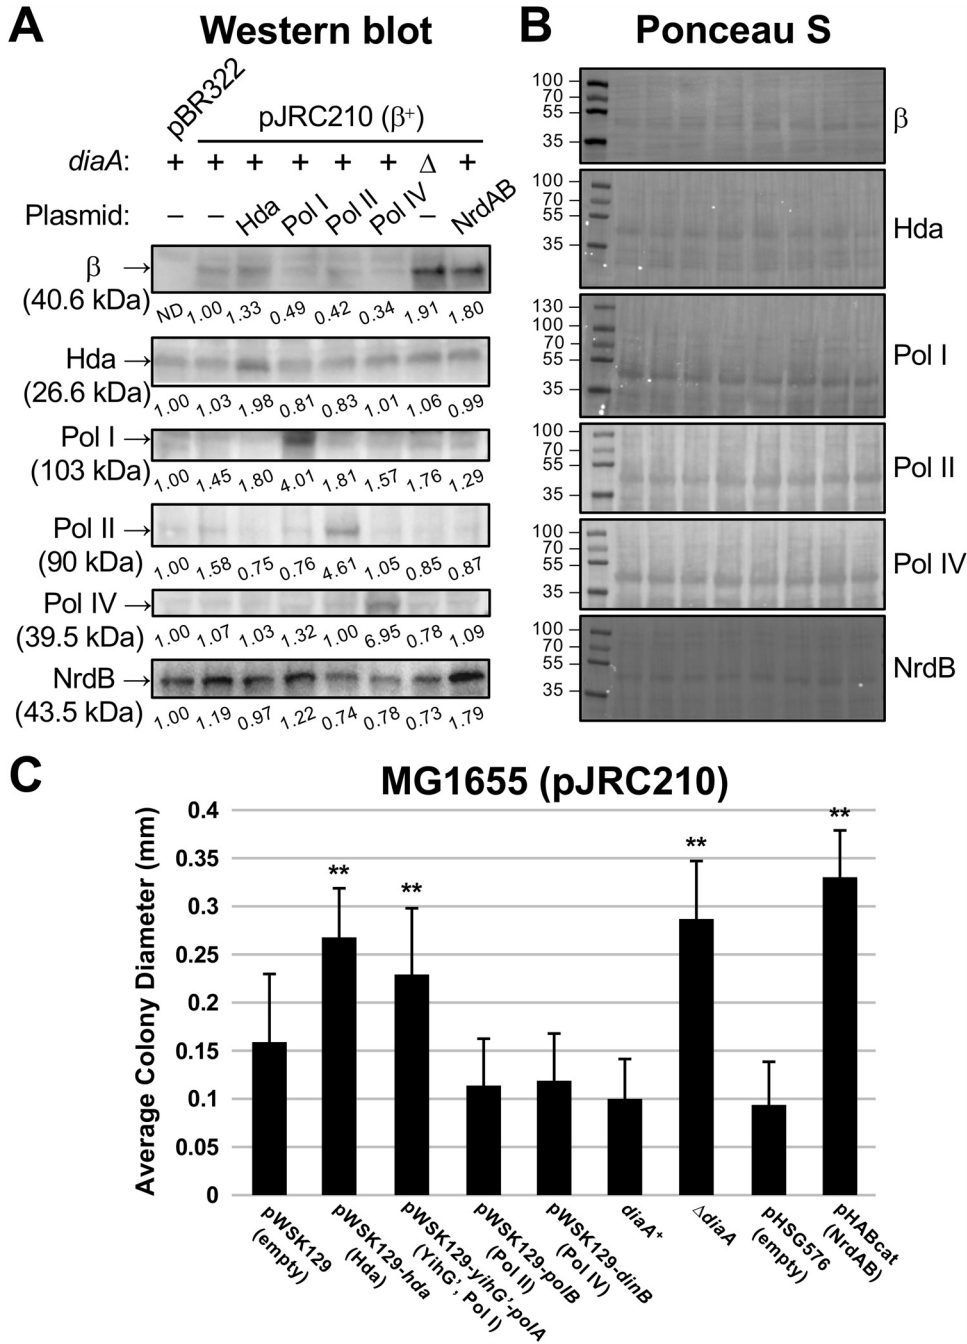 A Western blot
pBR322
pJRC210 (β⁺)
diaA: + + + + + + Δ +
Plasmid: – – Hda Pol I Pol II Pol IV – NrdAB
β →
(40.6 kDa)
ND 1.00 1.33 0.49 0.42 0.34 1.91 1.80
Hda →
(26.6 kDa)
1.00 1.03 1.98 0.81 0.83 1.01 1.06 0.99
Pol I →
(103 kDa)
1.00 1.45 1.80 4.01 1.81 1.57 1.76 1.29
Pol II →
(90 kDa)
1.00 1.58 0.75 0.76 4.61 1.05 0.85 0.87
Pol IV →
(39.5 kDa)
1.00 1.07 1.03 1.32 1.00 6.95 0.78 1.09
NrdB →
(43.5 kDa)
1.00 1.19 0.97 1.22 0.74 0.78 0.73 1.79
B Ponceau S
100
70
55
35
β
100
70
55
35
Hda
130
100
70
55
35
Pol I
100
70
55
35
Pol II
100
70
55
35
Pol IV
100
70
55
35
NrdB
C
MG1655 (pJRC210)
Average Colony Diameter (mm)
0.4
0.35
0.3
0.25
0.2
0.15
0.1
0.05
0
**
**
**
**
pWSK129
(empty)
pWSK129-hda
(Hda)
pWSK129-yihG'-polA
(YihG', Pol I)
pWSK129-polB
(Pol II)
pWSK129-dinB
(Pol IV)
diaA⁺
ΔdiaA
pHSG576
(empty)
pHABcat
(NrdAB)